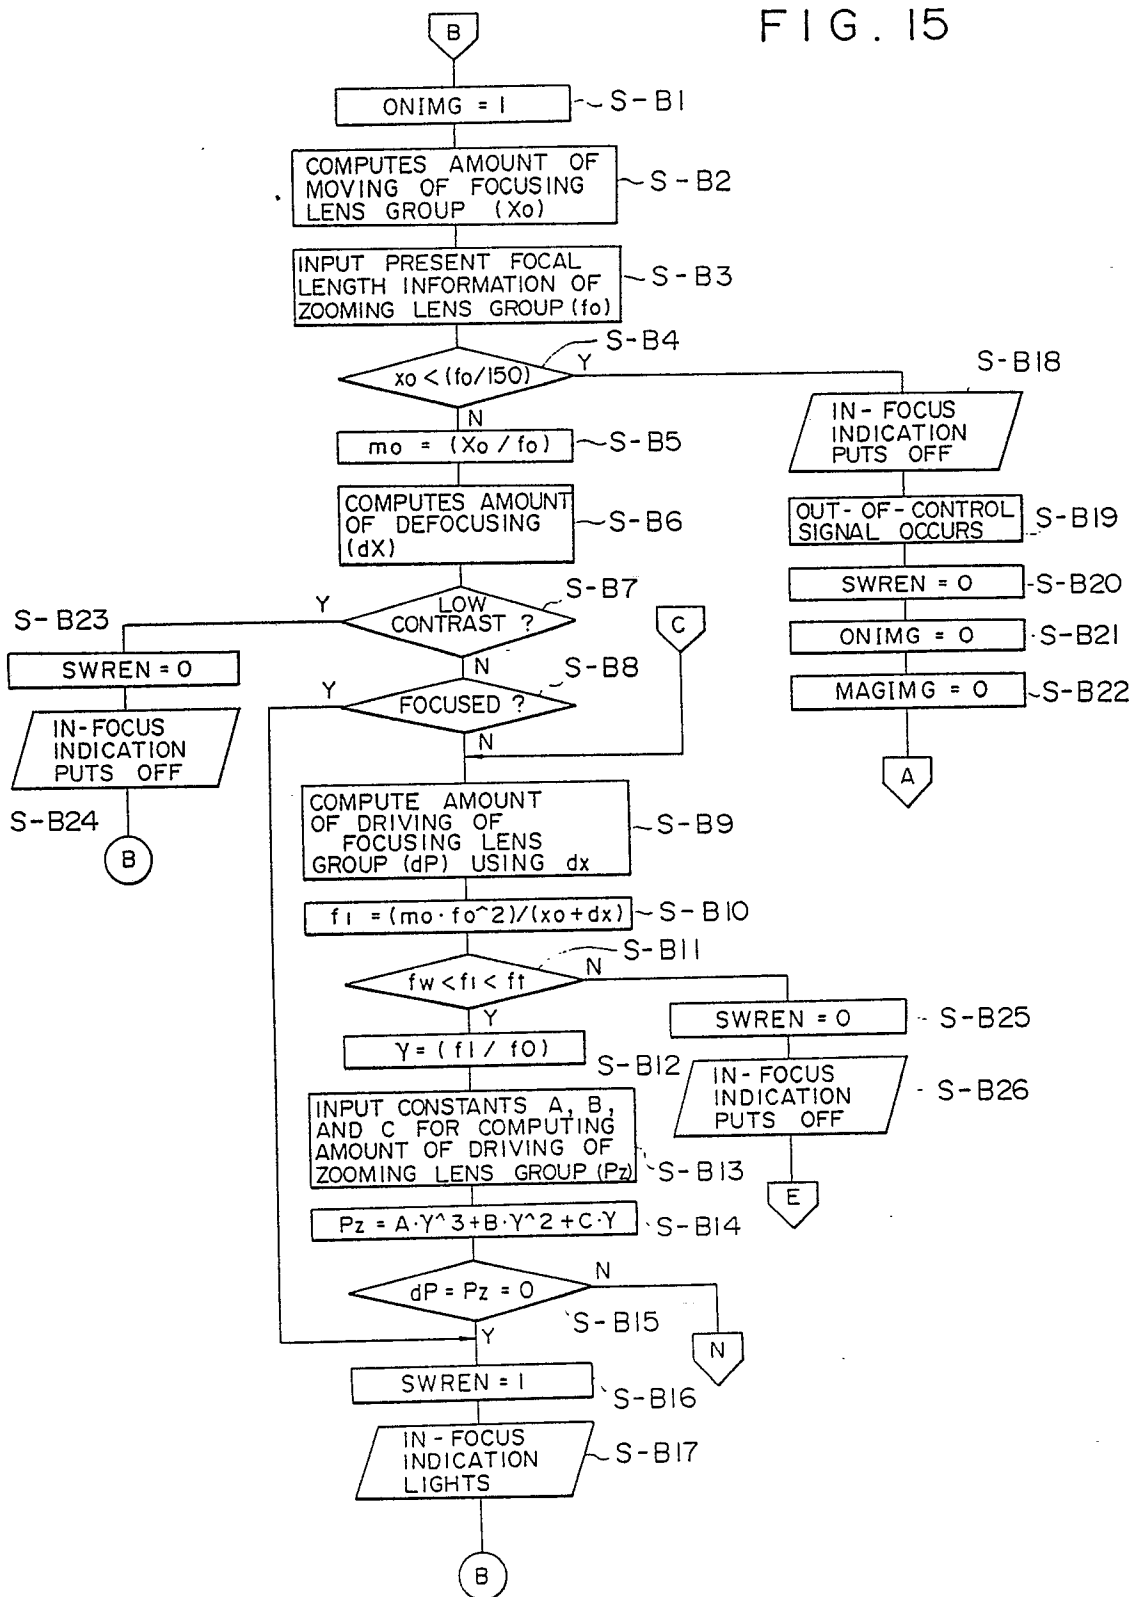 FIG. 15
B
ONIMG = 1
S-B1
COMPUTES AMOUNT OF
MOVING OF FOCUSING
LENS GROUP (Xo)
S-B2
INPUT PRESENT FOCAL
LENGTH INFORMATION OF
ZOOMING LENS GROUP (fo)
S-B3
S-B4
xo < (fo/150)
Y
N
mo = (Xo / fo)
S-B5
COMPUTES AMOUNT
OF DEFOCUSING
(dX)
S-B6
S-B7
LOW
CONTRAST ?
Y
N
S-B8
FOCUSED ?
Y
N
C
S-B18
IN-FOCUS
INDICATION
PUTS OFF
OUT-OF-CONTROL
SIGNAL OCCURS
S-B19
SWREN = 0
S-B20
ONIMG = 0
S-B21
MAGIMG = 0
S-B22
A
S-B23
SWREN = 0
IN-FOCUS
INDICATION
PUTS OFF
S-B24
B
COMPUTE AMOUNT
OF DRIVING OF
FOCUSING LENS
GROUP (dP) USING dx
S-B9
f1 = (mo·fo^2)/(xo+dx)
S-B10
S-B11
fw < f1 < ft
N
Y
Y = (f1 / f0)
S-B12
SWREN = 0
S-B25
IN-FOCUS
INDICATION
PUTS OFF
S-B26
E
INPUT CONSTANTS A, B,
AND C FOR COMPUTING
AMOUNT OF DRIVING OF
ZOOMING LENS GROUP (Pz)
S-B13
Pz = A·Y^3+B·Y^2+C·Y
S-B14
dP = Pz = 0
N
S-B15
Y
N
SWREN = 1
S-B16
IN-FOCUS
INDICATION
LIGHTS
S-B17
B